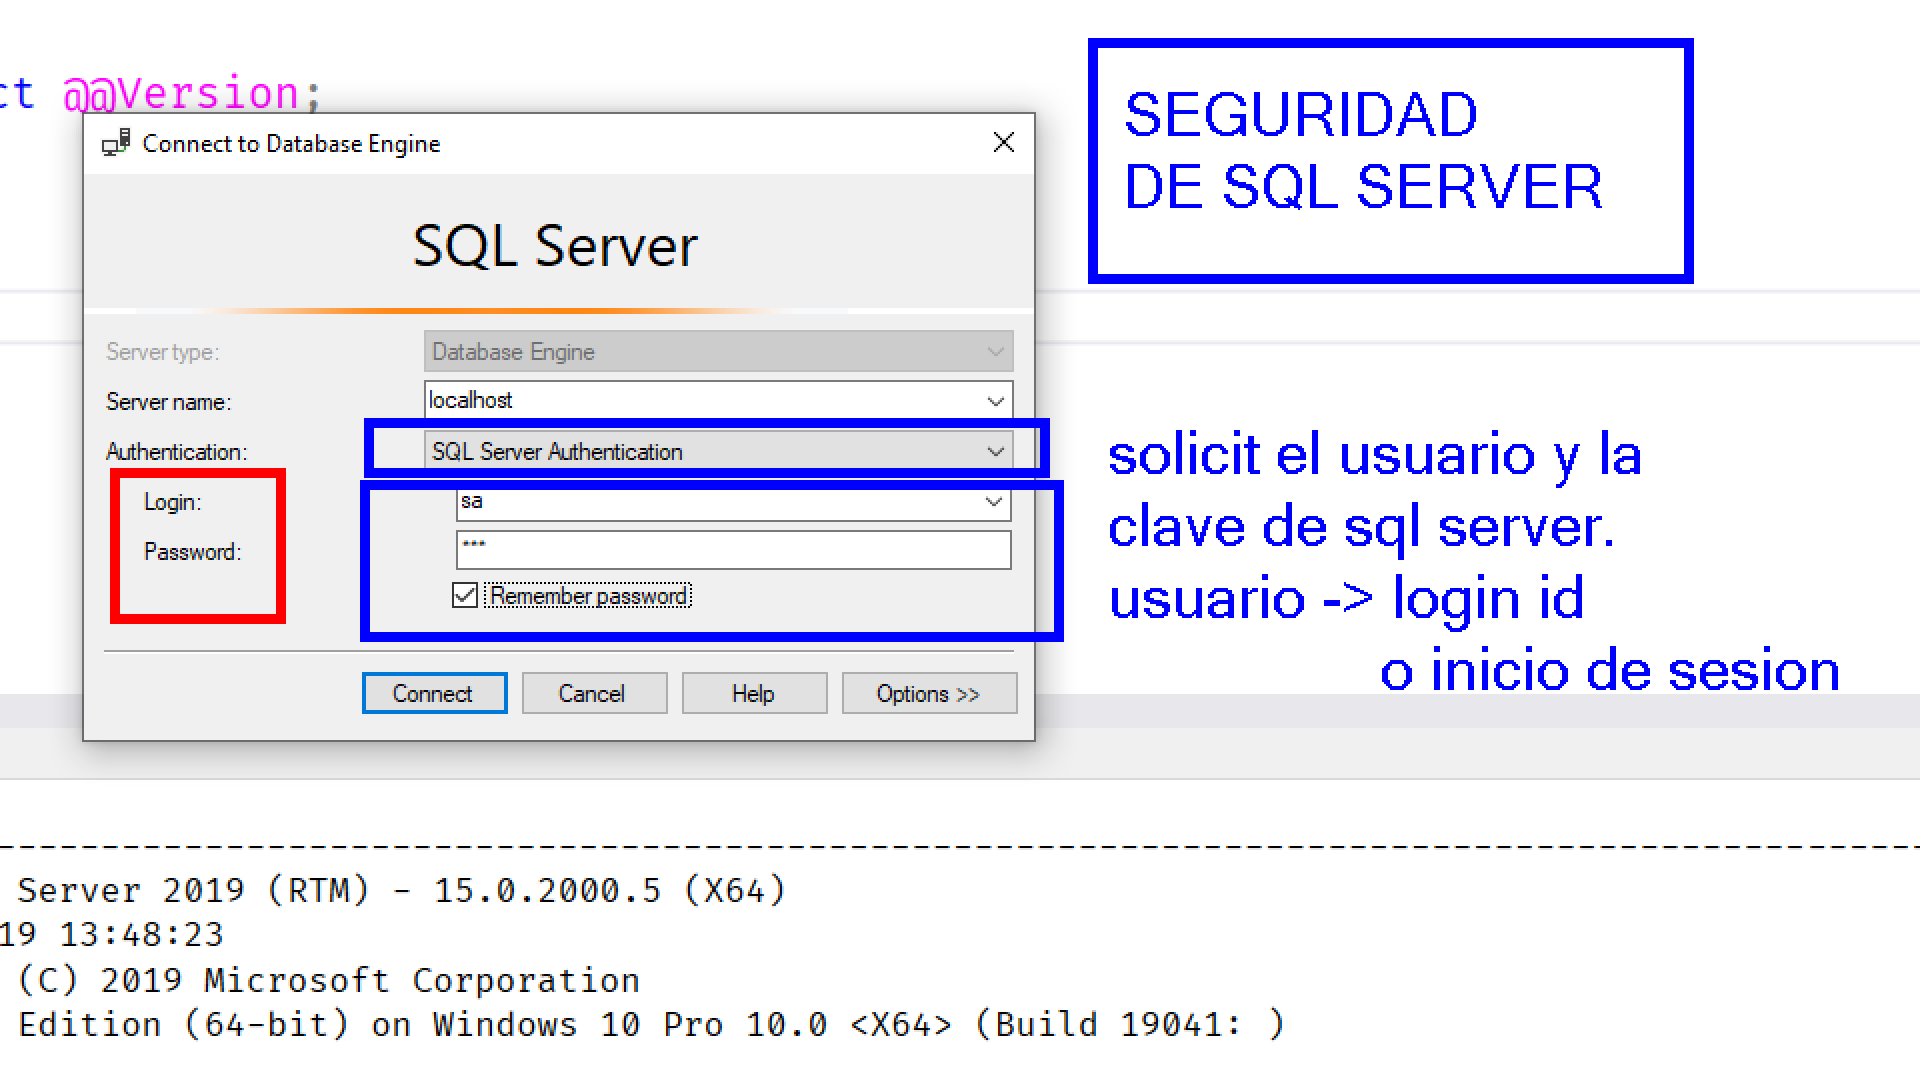 ct @@Version;
Connect to Database Engine
SQL Server
Server type:
Database Engine
Server name:
localhost
Authentication:
SQL Server Authentication
Login:
sa
Password:
***
Remember password
Connect
Cancel
Help
Options >>
SEGURIDAD
DE SQL SERVER
solicit el usuario y la
clave de sql server.
usuario -> login id
o inicio de sesion
Server 2019 (RTM) - 15.0.2000.5 (X64)
19 13:48:23
(C) 2019 Microsoft Corporation
Edition (64-bit) on Windows 10 Pro 10.0 <X64> (Build 19041: )